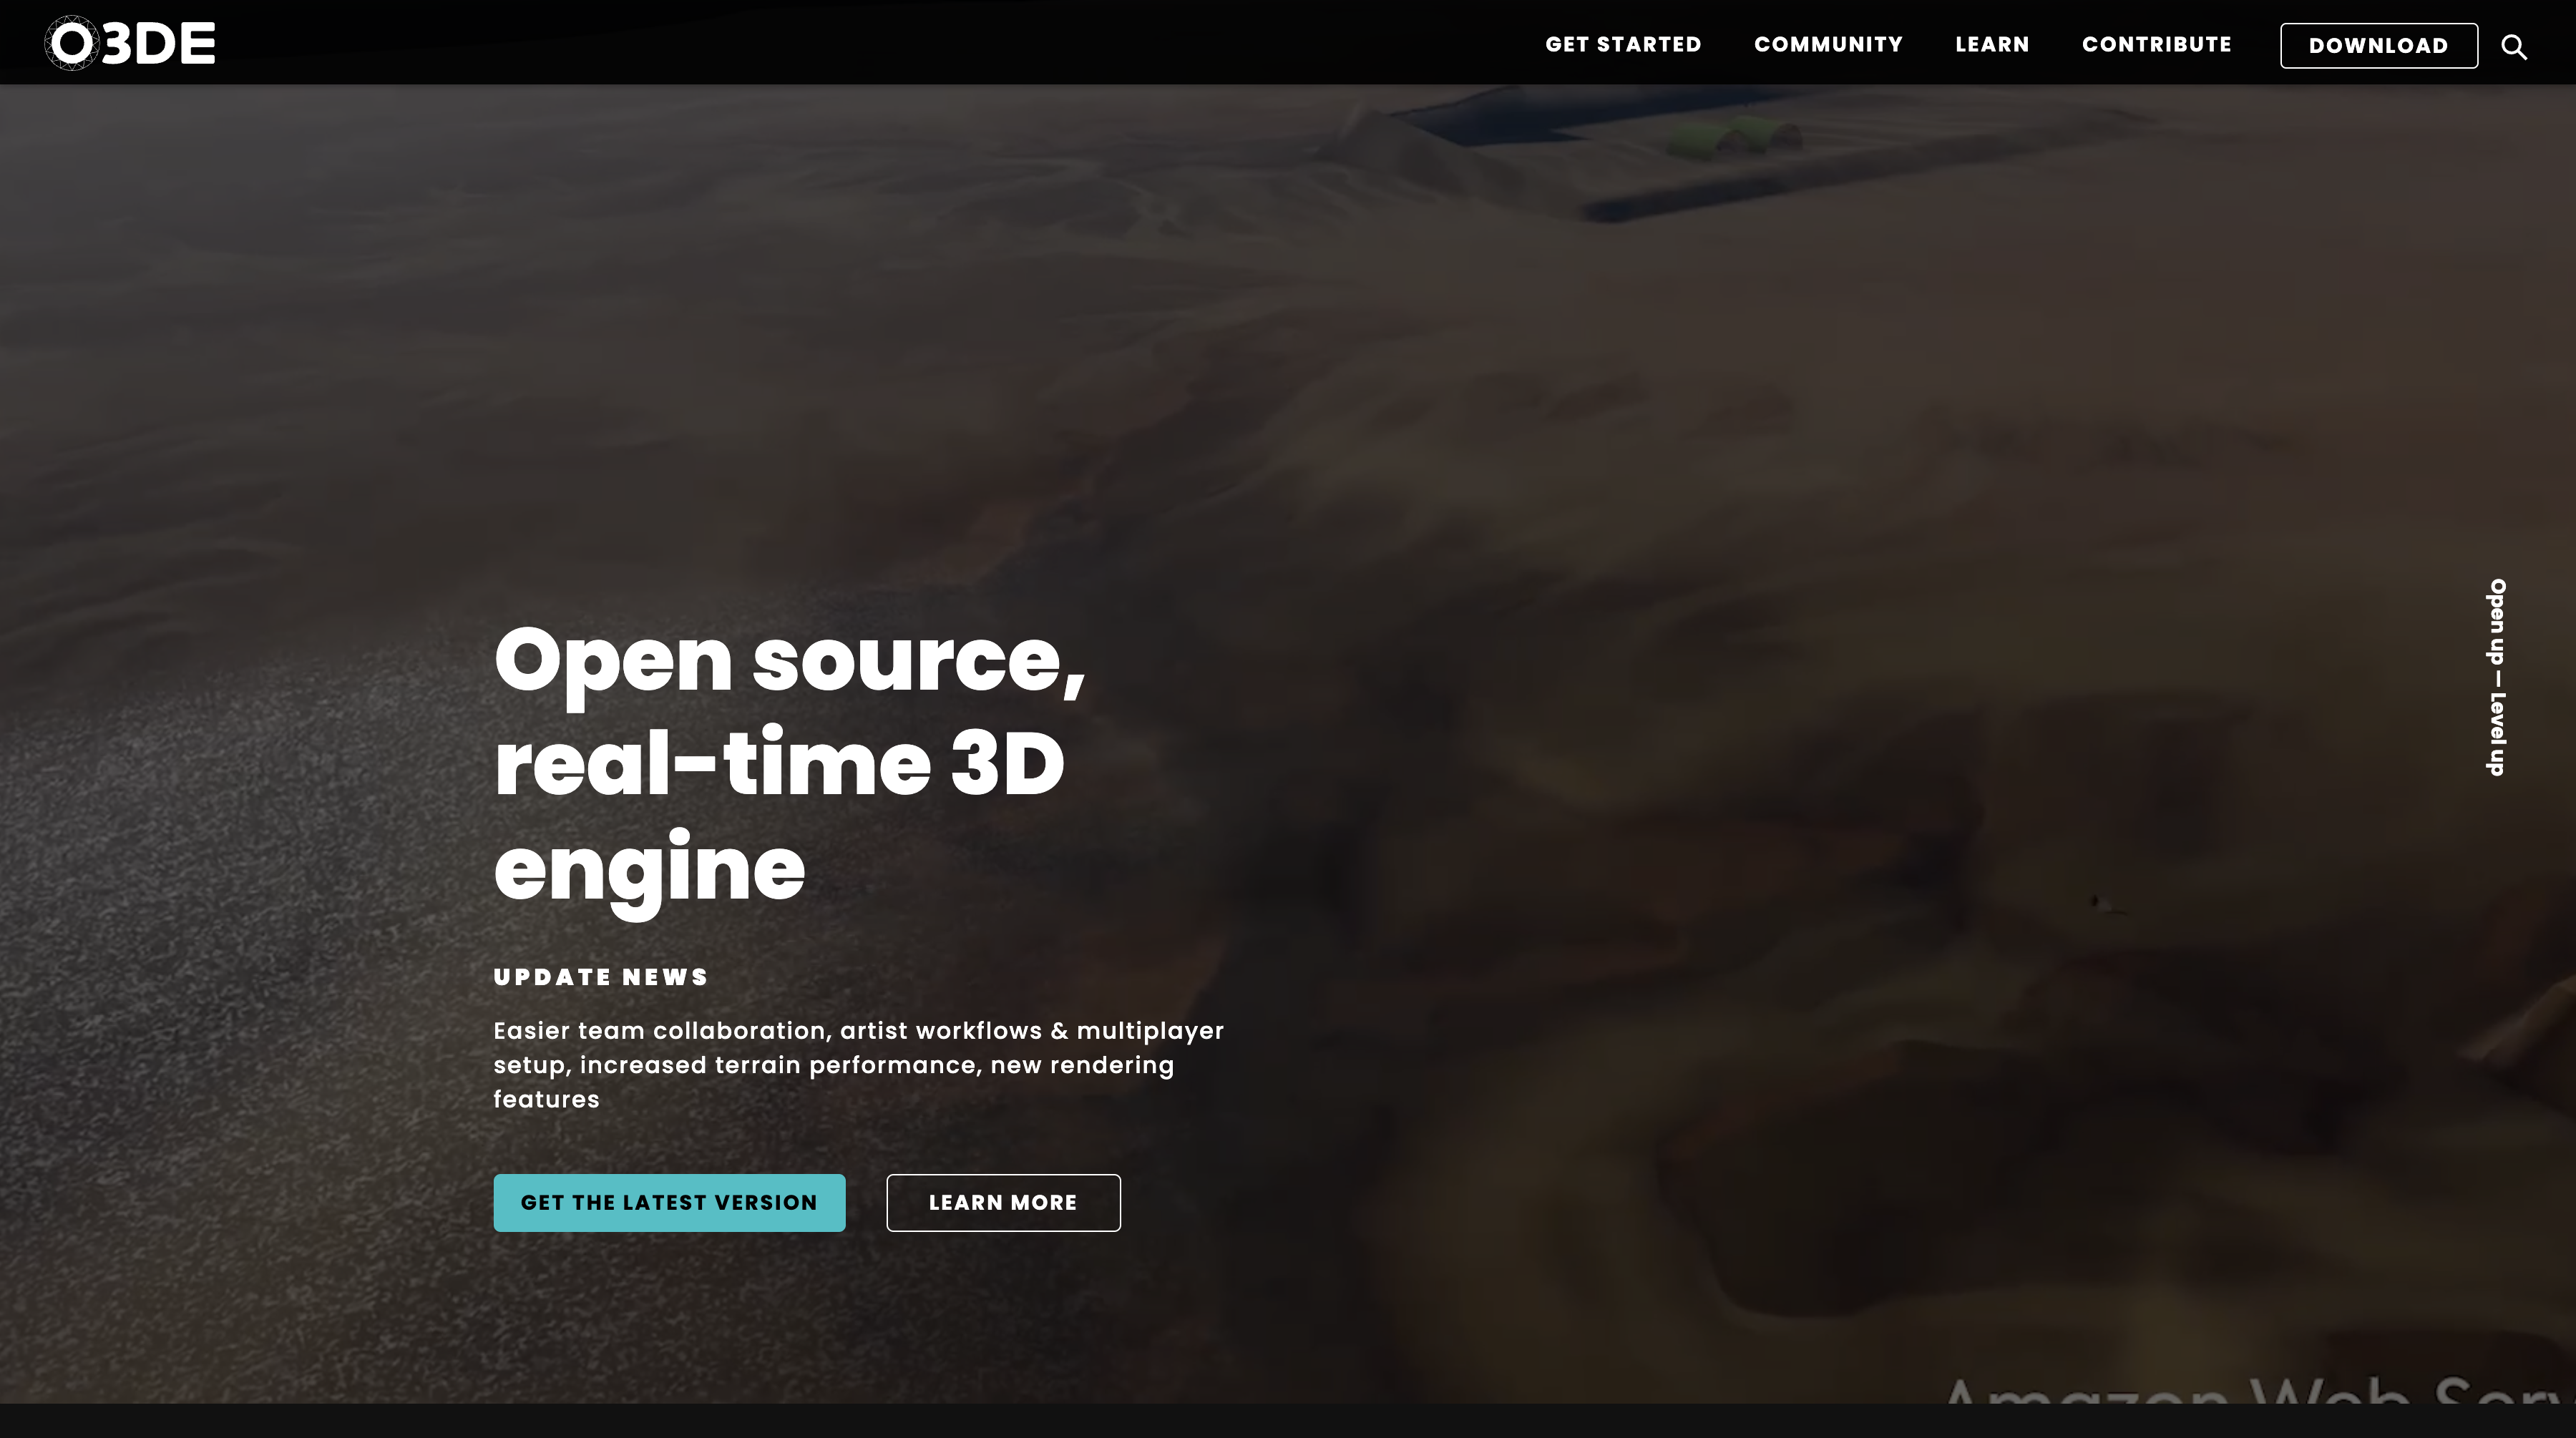 O3DE
GET STARTED
COMMUNITY
LEARN
CONTRIBUTE
DOWNLOAD
Open source,
real-time 3D
engine
UPDATE NEWS
Easier team collaboration, artist workflows & multiplayer
setup, increased terrain performance, new rendering
features
GET THE LATEST VERSION
LEARN MORE
Open up — Level up
Amazon Web Serv